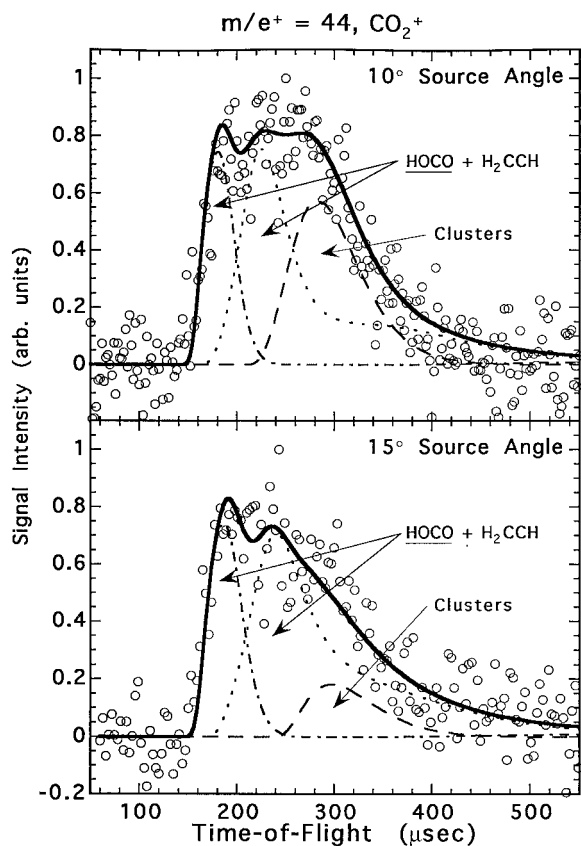 m/e⁺ = 44, CO₂⁺
10° Source Angle
1
0.8
0.6
0.4
0.2
0
HOCO + H₂CCH
Clusters
15° Source Angle
1
0.8
0.6
0.4
0.2
0
-0.2
HOCO + H₂CCH
Clusters
100 200 300 400 500
Time-of-Flight (μsec)
Signal Intensity (arb. units)